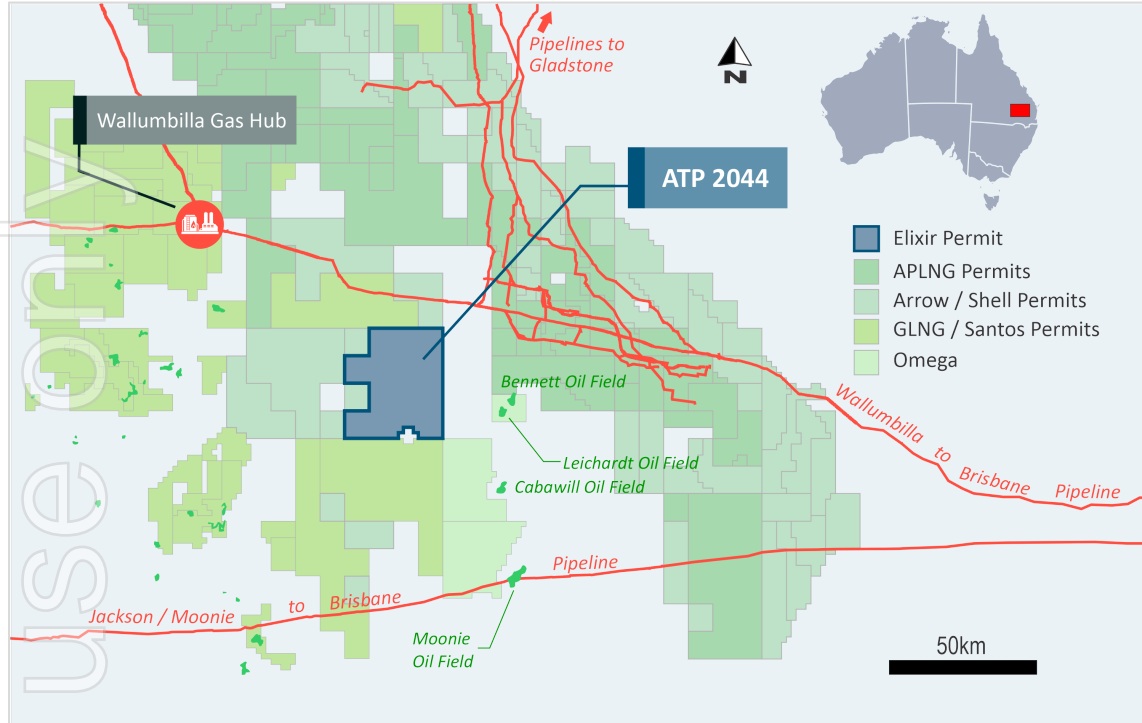 Pipelines to
Gladstone
N
Wallumbilla Gas Hub
ATP 2044
Elixir Permit
APLNG Permits
Arrow / Shell Permits
GLNG / Santos Permits
Omega
Bennett Oil Field
Leichardt Oil Field
Cabawill Oil Field
Wallumbilla to Brisbane Pipeline
Jackson / Moonie to Brisbane Pipeline
Moonie
Oil Field
50km
use only